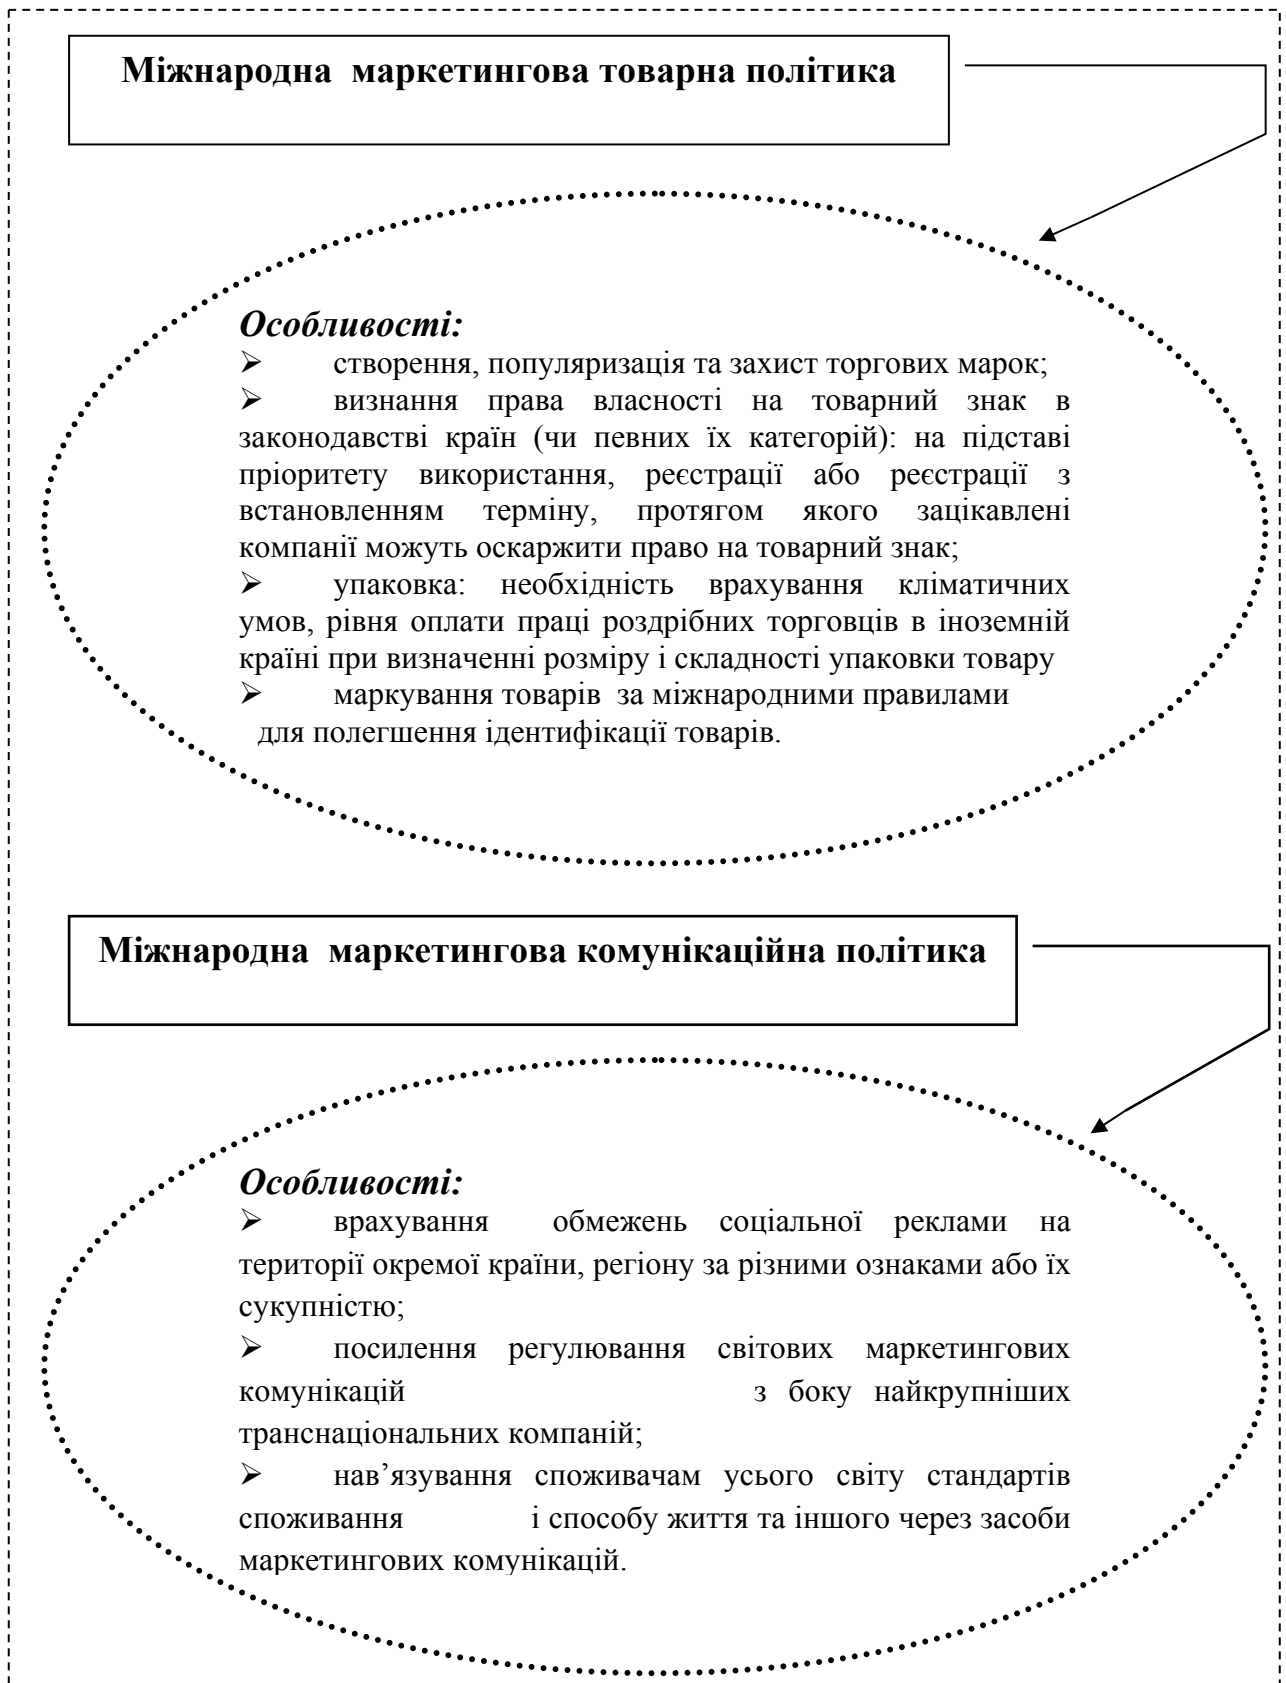 Міжнародна маркетингова товарна політика
Особливості:
➢ створення, популяризація та захист торгових марок;
➢ визнання права власності на товарний знак в
законодавстві країн (чи певних їх категорій): на підставі
пріоритету використання, реєстрації або реєстрації з
встановленням терміну, протягом якого зацікавлені
компанії можуть оскаржити право на товарний знак;
➢ упаковка: необхідність врахування кліматичних
умов, рівня оплати праці роздрібних торговців в іноземній
країні при визначенні розміру і складності упаковки товару
➢ маркування товарів за міжнародними правилами
для полегшення ідентифікації товарів.
Міжнародна маркетингова комунікаційна політика
Особливості:
➢ врахування обмежень соціальної реклами на
території окремої країни, регіону за різними ознаками або їх
сукупністю;
➢ посилення регулювання світових маркетингових
комунікацій з боку найкрупніших
транснаціональних компаній;
➢ нав’язування споживачам усього світу стандартів
споживання і способу життя та іншого через засоби
маркетингових комунікацій.